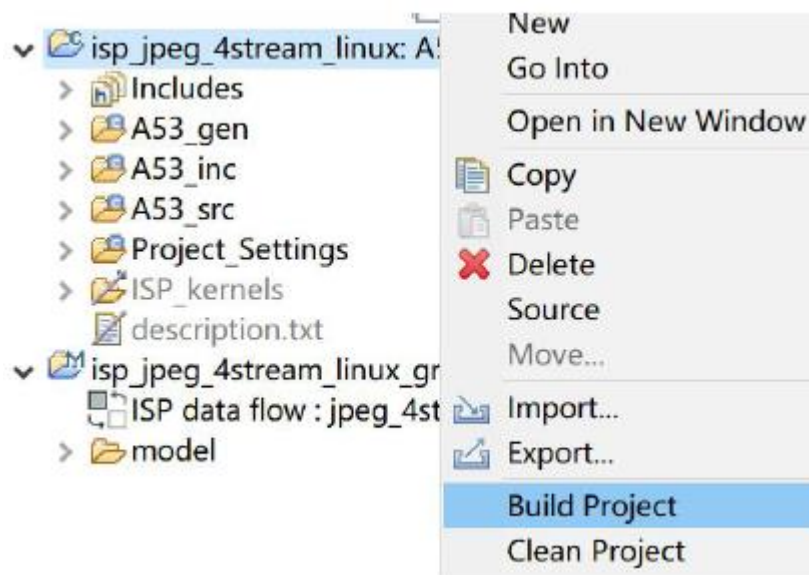 isp_jpeg_4stream_linux: A5
Includes
A53_gen
A53_inc
A53_src
Project_Settings
ISP_kernels
description.txt
isp_jpeg_4stream_linux_gr
ISP data flow : jpeg_4st
model
New
Go Into
Open in New Window
Copy
Paste
Delete
Source
Move...
Import...
Export...
Build Project
Clean Project